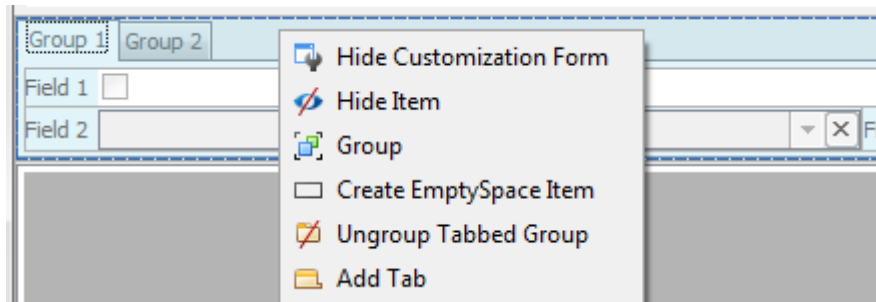 Group 1 Group 2
Hide Customization Form
Field 1
Hide Item
Field 2
Group
Create EmptySpace Item
Ungroup Tabbed Group
Add Tab